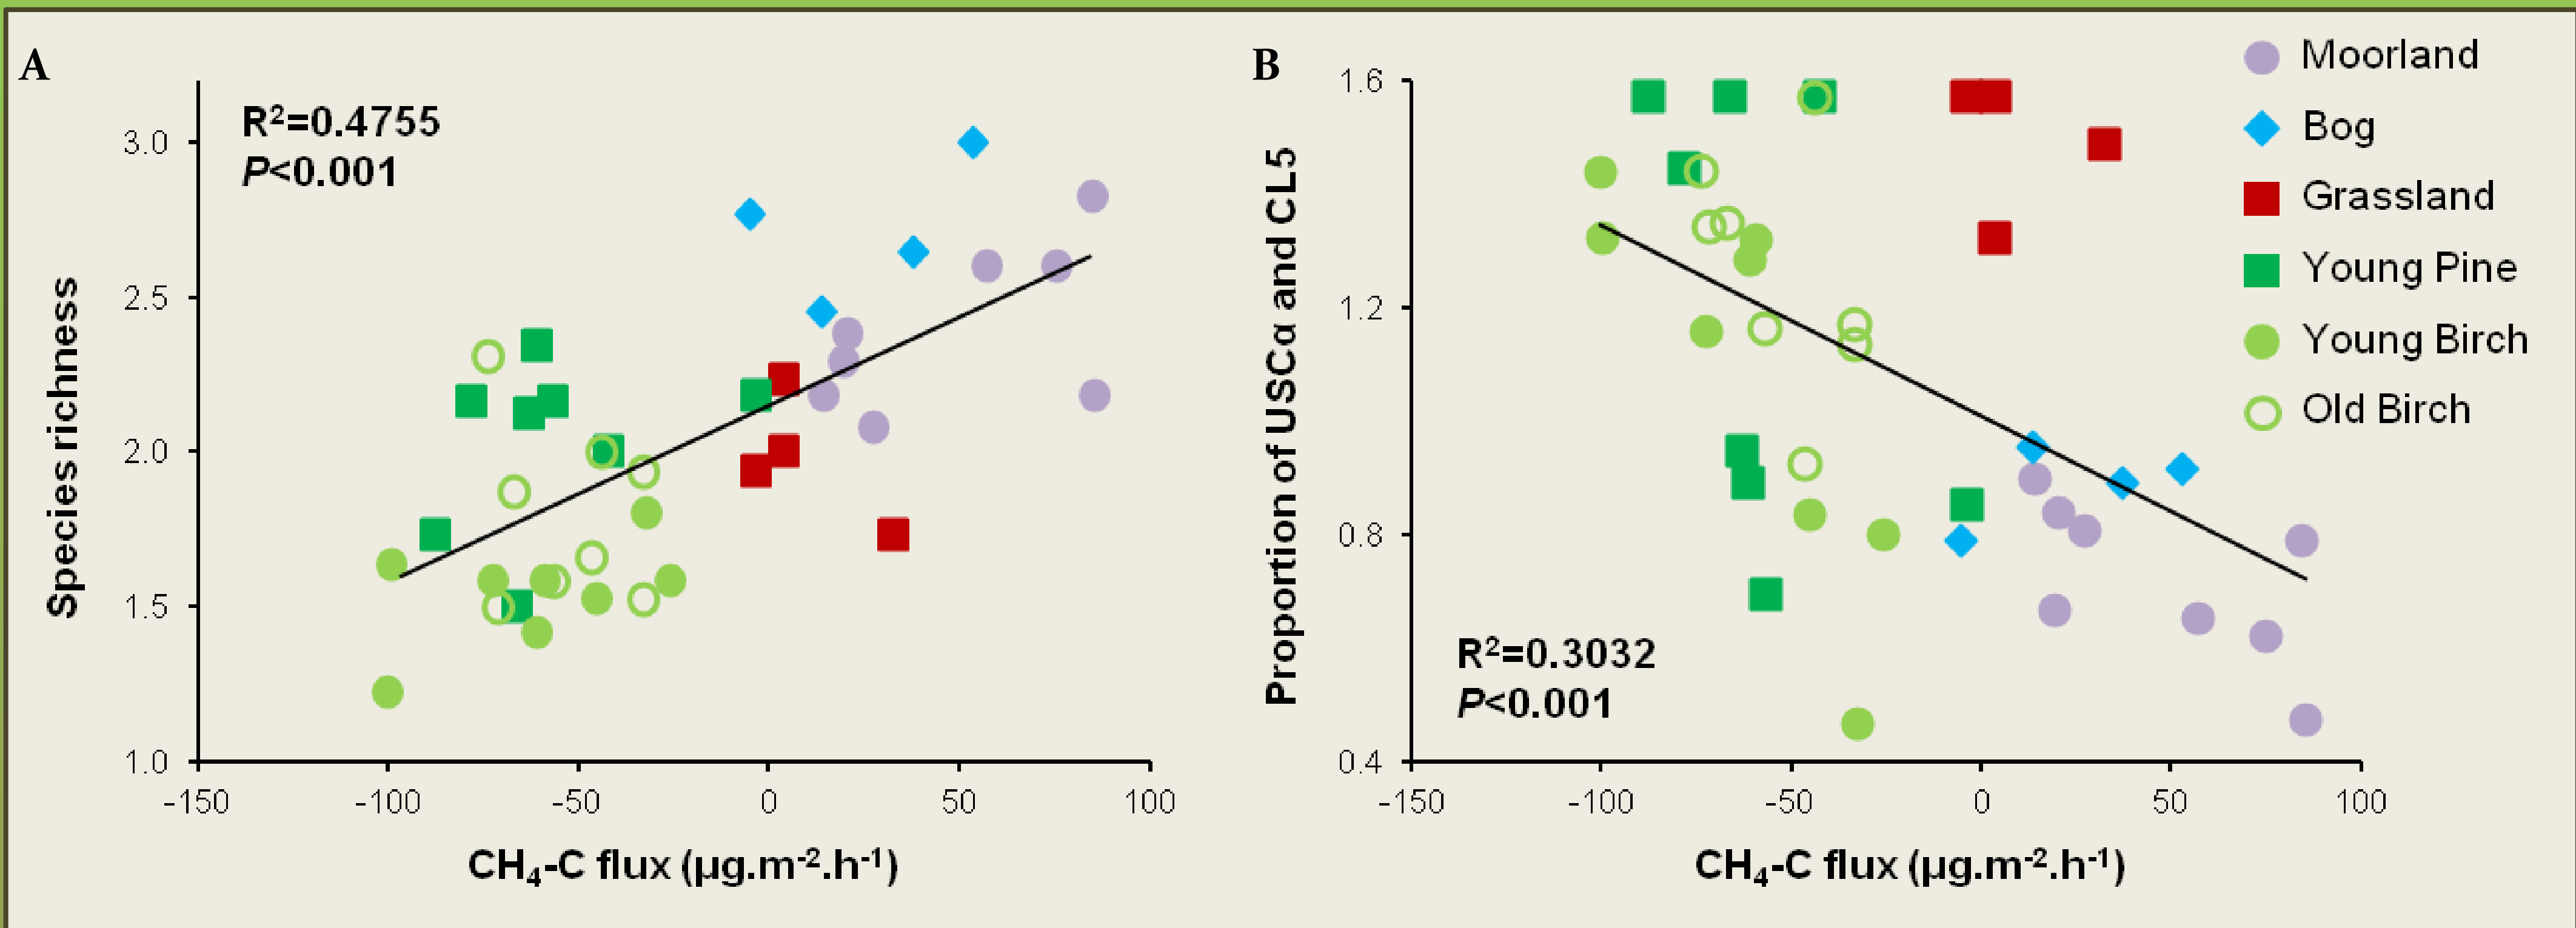 A
R²=0.4755
P<0.001
3.0
2.5
2.0
1.5
1.0
Species richness
-150
-100
-50
0
50
100
CH₄-C flux (µg.m⁻².h⁻¹)
B
1.6
1.2
0.8
0.4
Proportion of USCα and CL5
R²=0.3032
P<0.001
-150
-100
-50
0
50
100
CH₄-C flux (µg.m⁻².h⁻¹)
Moorland
Bog
Grassland
Young Pine
Young Birch
Old Birch